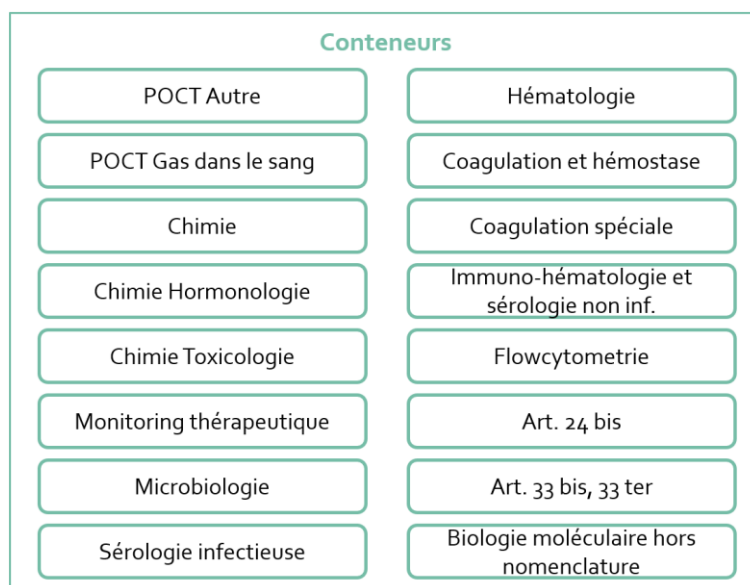 Conteneurs
POCT Autre
POCT Gas dans le sang
Chimie
Chimie Hormonologie
Chimie Toxicologie
Monitoring thérapeutique
Microbiologie
Sérologie infectieuse
Hématologie
Coagulation et hémostase
Coagulation spéciale
Immuno-hématologie et
sérologie non inf.
Flowcytometrie
Art. 24 bis
Art. 33 bis, 33 ter
Biologie moléculaire hors
nomenclature